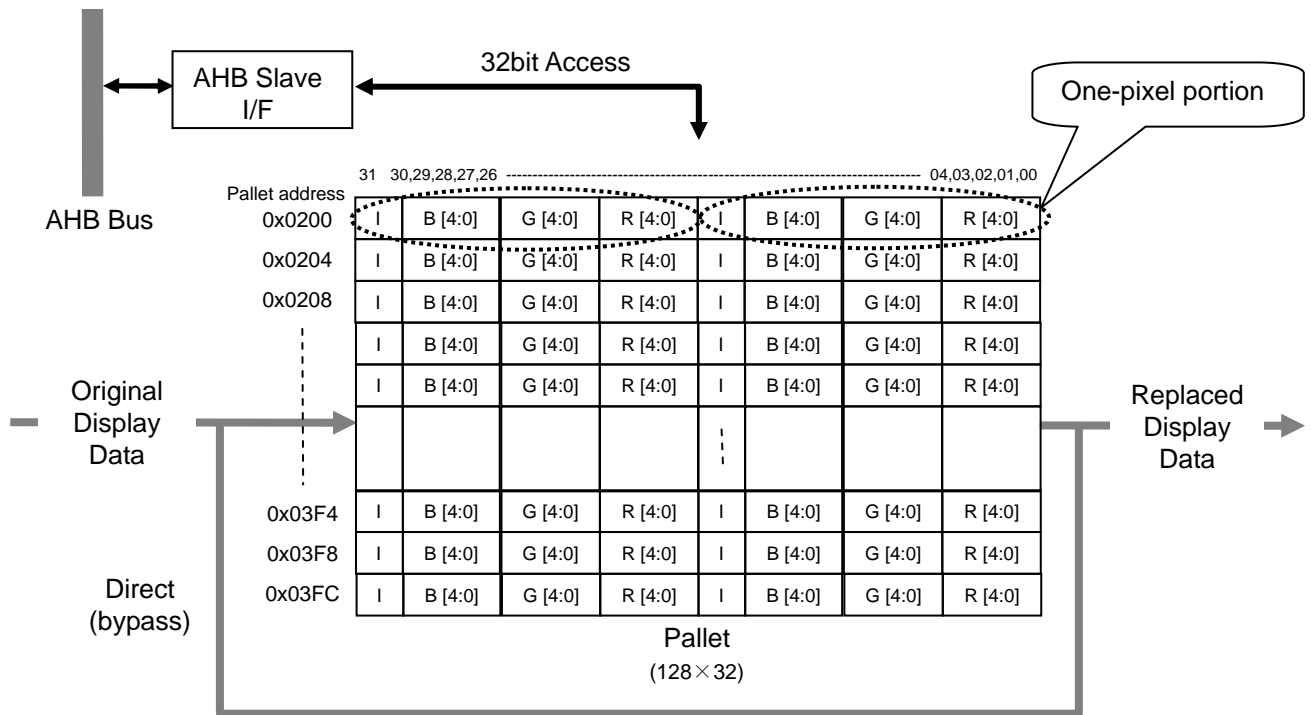 AHB Slave
I/F
32bit Access
One-pixel portion
AHB Bus
31 30,29,28,27,26 04,03,02,01,00
Pallet address
0x0200 I B [4:0] G [4:0] R [4:0] I B [4:0] G [4:0] R [4:0]
0x0204 I B [4:0] G [4:0] R [4:0] I B [4:0] G [4:0] R [4:0]
0x0208 I B [4:0] G [4:0] R [4:0] I B [4:0] G [4:0] R [4:0]
I B [4:0] G [4:0] R [4:0] I B [4:0] G [4:0] R [4:0]
I B [4:0] G [4:0] R [4:0] I B [4:0] G [4:0] R [4:0]
Original
Display
Data
Replaced
Display
Data
0x03F4 I B [4:0] G [4:0] R [4:0] I B [4:0] G [4:0] R [4:0]
0x03F8 I B [4:0] G [4:0] R [4:0] I B [4:0] G [4:0] R [4:0]
0x03FC I B [4:0] G [4:0] R [4:0] I B [4:0] G [4:0] R [4:0]
Direct
(bypass)
Pallet
(128×32)